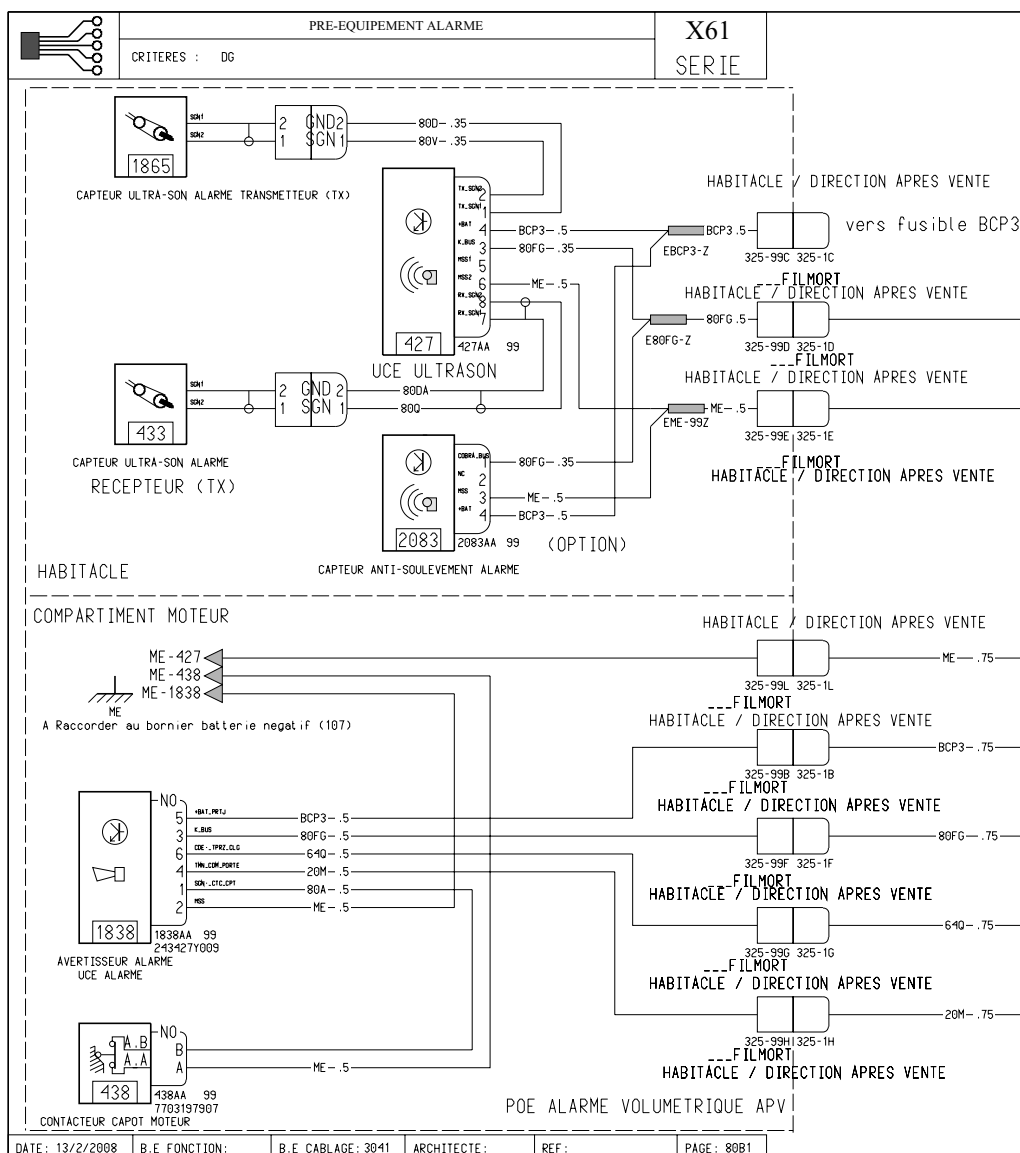 PRE-EQUIPEMENT ALARME
X61
CRITERES : DG
SERIE
SGN1
SGN2
2 GND2
1 SGN1
80D-.35
80V-.35
1865
CAPTEUR ULTRA-SON ALARME TRANSMETTEUR (TX)
TX_SGN2
2
TX_SGN1
1
+BAT
4
BCP3-.5
K_BUS
3
80FG-.35
MSS1
5
MSS2
6
ME-.5
RX_SGN2
8
RX_SGN1
7
427
427AA 99
UCE ULTRASON
HABITACLE / DIRECTION APRES VENTE
EBCP3-Z
BCP3.5
vers fusible BCP3
325-99C 325-1C
___FILMORT
HABITACLE / DIRECTION APRES VENTE
E80FG-Z
80FG.5
325-99D 325-1D
___FILMORT
HABITACLE / DIRECTION APRES VENTE
EME-99Z
ME-.5
325-99E 325-1E
___FILMORT
HABITACLE / DIRECTION APRES VENTE
SGN1
SGN2
2 GND 2
1 SGN 1
80DA
80Q
433
CAPTEUR ULTRA-SON ALARME
RECEPTEUR (TX)
COBRA_BUS
1
80FG-.35
NC
2
MSS
3
ME-.5
+BAT
4
BCP3-.5
2083
2083AA 99
(OPTION)
CAPTEUR ANTI-SOULEVEMENT ALARME
HABITACLE
COMPARTIMENT MOTEUR
HABITACLE / DIRECTION APRES VENTE
ME-427
ME-438
ME-1838
ME
A Raccorder au bornier batterie negatif (107)
ME-.75
325-99L 325-1L
___FILMORT
HABITACLE / DIRECTION APRES VENTE
BCP3-.75
325-99B 325-1B
___FILMORT
HABITACLE / DIRECTION APRES VENTE
80FG-.75
325-99F 325-1F
___FILMORT
HABITACLE / DIRECTION APRES VENTE
64Q-.75
325-99G 325-1G
___FILMORT
HABITACLE / DIRECTION APRES VENTE
20M-.75
325-99H 325-1H
___FILMORT
HABITACLE / DIRECTION APRES VENTE
NO
5
+BAT_PRTJ
BCP3-.5
3
K_BUS
80FG-.5
6
CDE-_TPRZ_CLG
64Q-.5
4
20M-.5
1
SGN-_CTC_CPT
80A-.5
2
MSS
ME-.5
1838
1838AA 99
243427Y009
AVERTISSEUR ALARME
UCE ALARME
NO
A.B
B
A.A
A
ME-.5
438
438AA 99
7703197907
CONTACTEUR CAPOT MOTEUR
POE ALARME VOLUMETRIQUE APV
DATE: 13/2/2008
B.E FONCTION:
B.E CABLAGE: 3041
ARCHITECTE:
REF:
PAGE: 80B1